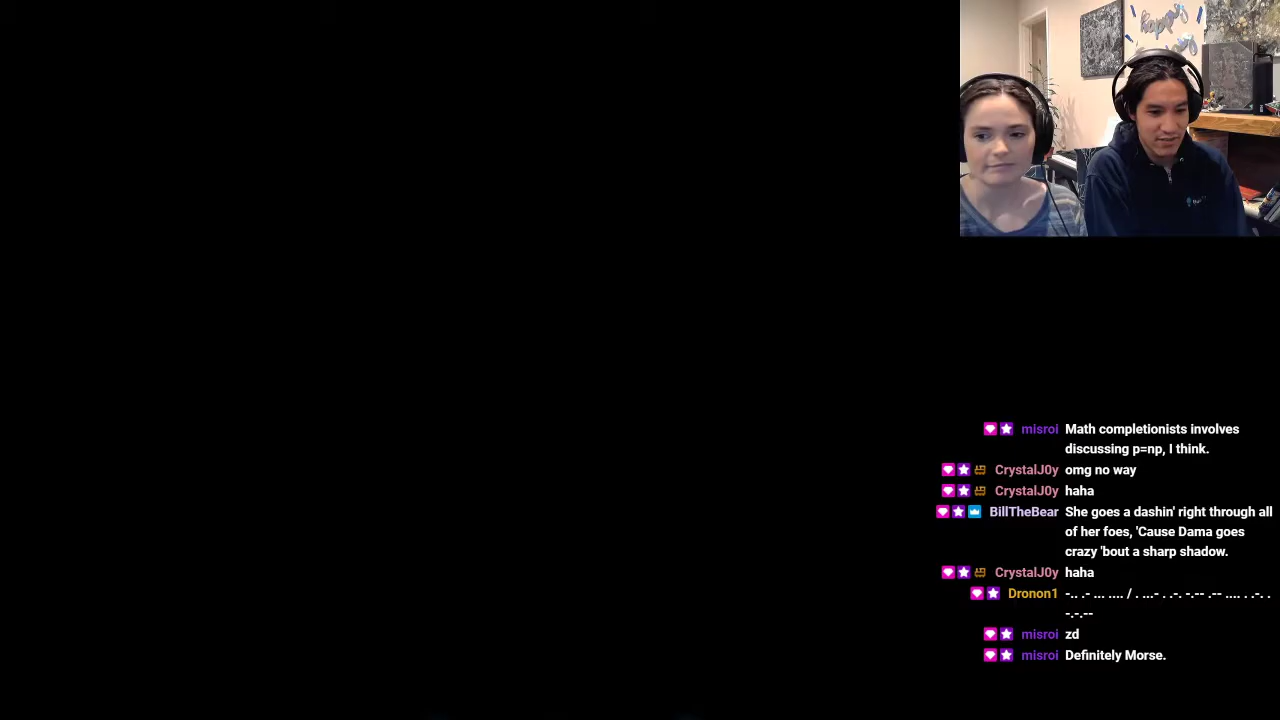 misroi Math completionists involves
discussing p=np, I think.
CrystalJ0y omg no way
CrystalJ0y haha
BillTheBear She goes a dashin' right through all
of her foes, 'Cause Dama goes
crazy 'bout a sharp shadow.
CrystalJ0y haha
Dronon1 -.. .- ... .... / . ...- . .-. -.-- .-- .... . .-. .
-.-.--
misroi zd
misroi Definitely Morse.